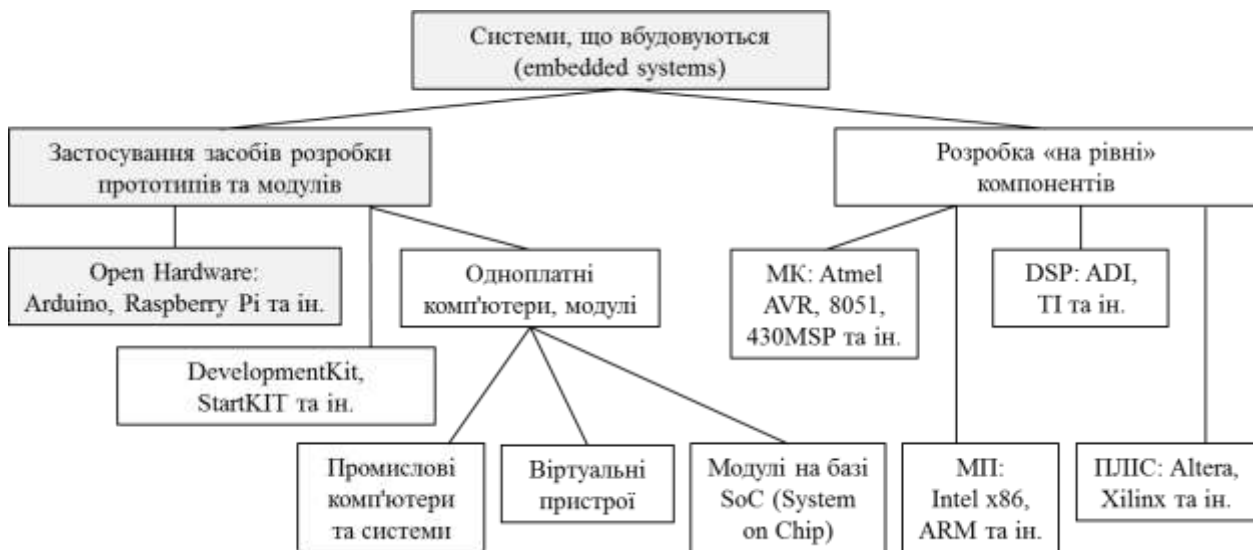 Системи, що вбудовуються
(embedded systems)
Застосування засобів розробки
прототипів та модулів
Розробка «на рівні»
компонентів
Open Hardware:
Arduino, Raspberry Pi та ін.
Одноплатні
комп'ютери, модулі
МК: Atmel
AVR, 8051,
430MSP та ін.
DSP: ADI,
TI та ін.
DevelopmentKit,
StartKIT та ін.
Промислові
комп'ютери
та системи
Віртуальні
пристрої
Модулі на базі
SoC (System
on Chip)
МП:
Intel x86,
ARM та ін.
ПЛІС: Altera,
Xilinx та ін.